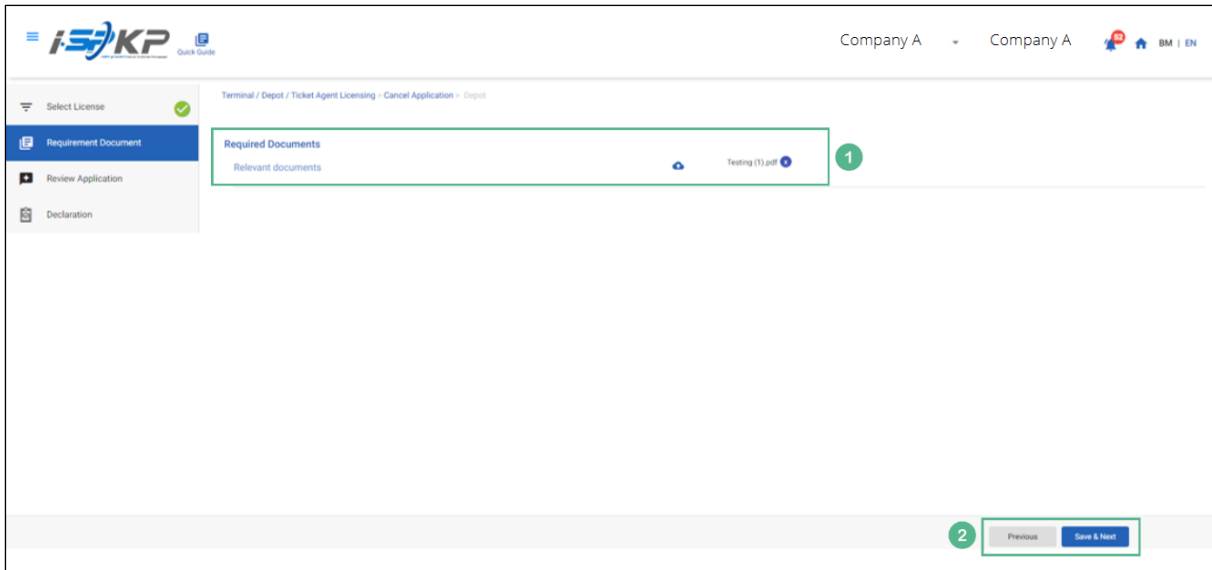 i-SPKP
Quick Guide
Company A
Company A
52
BM | EN
Select License
Requirement Document
Review Application
Declaration
Terminal / Depot / Ticket Agent Licensing > Cancel Application > Depot
Required Documents
Relevant documents
Testing (1).pdf x
1
2
Previous
Save & Next